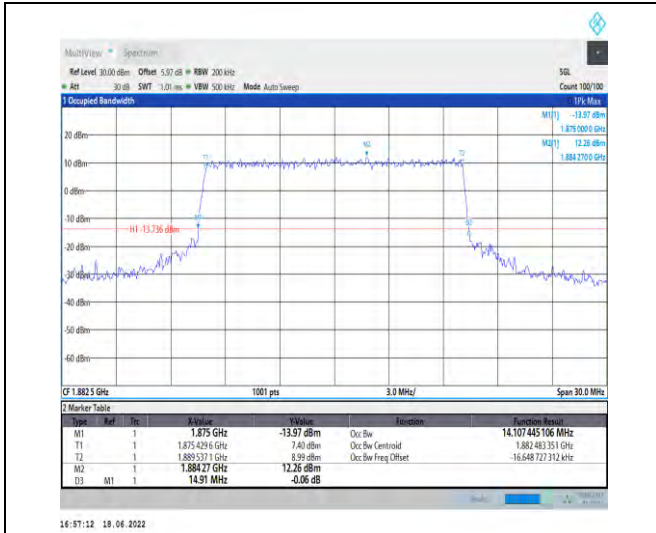 MultiView Spectrum
Ref Level 30.00 dBm Offset 5.97 dB RBW 200 kHz SGL
Att 30 dB SWT 1.01 ms VBW 500 kHz Mode Auto Sweep Count 100/100
1 Occupied Bandwidth 1Pk Max
M1[1] -13.97 dBm
1.875 000 0 GHz
M2[1] 12.26 dBm
1.884 270 0 GHz
20 dBm
M2
T1 T2
10 dBm
0 dBm
-10 dBm
M1 D3
H1 -13.736 dBm
-30 dBm
-40 dBm
-50 dBm
-60 dBm
CF 1.882 5 GHz 1001 pts 3.0 MHz/ Span 30.0 MHz
2 Marker Table
Type Ref Trc X-Value Y-Value Function Function Result
M1 1 1.875 GHz -13.97 dBm Occ Bw 14.107 445 106 MHz
T1 1 1.875 429 6 GHz 7.40 dBm Occ Bw Centroid 1.882 483 351 GHz
T2 1 1.889 537 1 GHz 8.99 dBm Occ Bw Freq Offset -16.648 727 312 kHz
M2 1 1.884 27 GHz 12.26 dBm
D3 M1 1 14.91 MHz -0.06 dB
16:57:12 18.06.2022